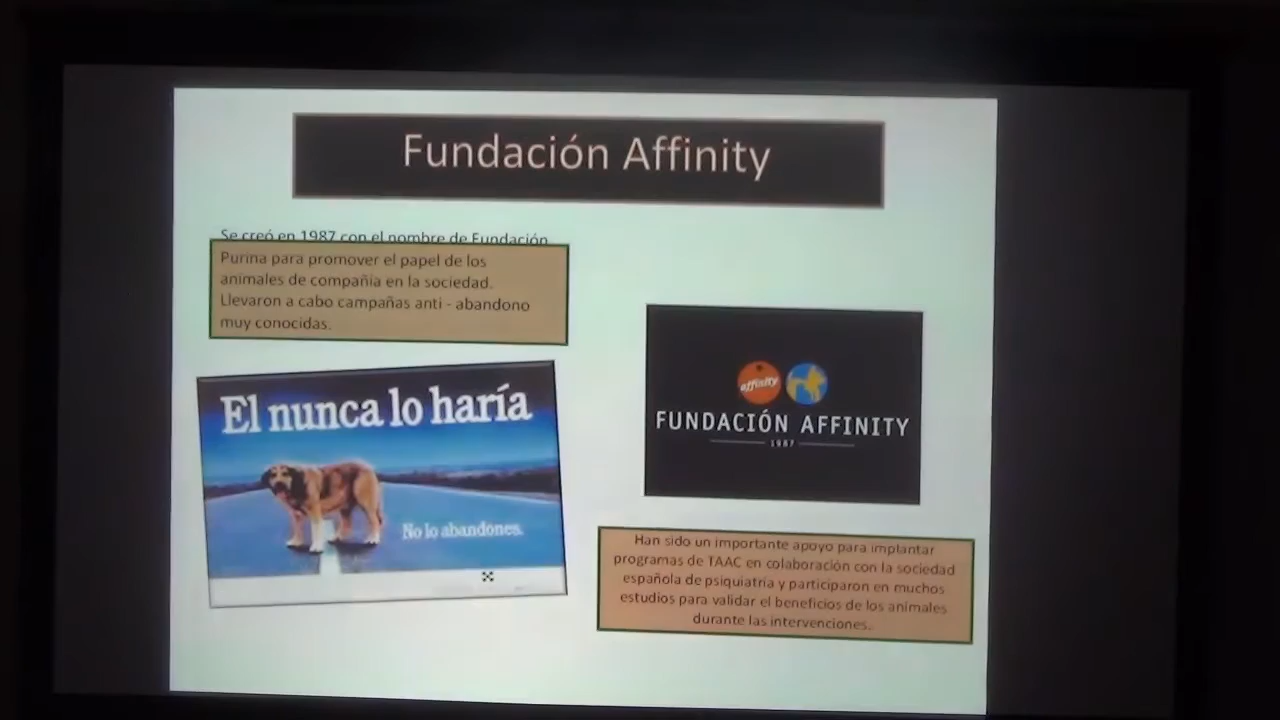 Fundación Affinity
Se creó en 1987 con el nombre de Fundación
Purina para promover el papel de los
animales de compañia en la sociedad.
Llevaron a cabo campañas anti - abandono
muy conocidas.
El nunca lo haría
No lo abandones.
affinity
FUNDACIÓN AFFINITY
1987
Han sido un importante apoyo para implantar
programas de TAAC en colaboración con la sociedad
española de psiquiatria y participaron en muchos
estudios para validar el beneficios de los animales
durante las intervenciones.